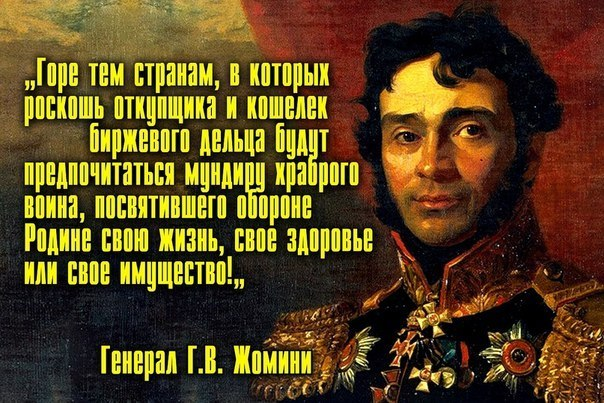 „Горе тем странам, в которых
роскошь откупщика и кошелек
биржевого дельца будут
предпочитаться мундиру храброго
воина, посвятившего обороне
Родине свою жизнь, свое здоровье
или свое имущество!„
Генерал Г.В. Жомини